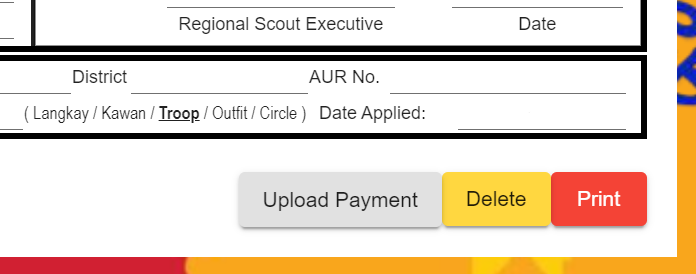 Regional Scout Executive Date
District AUR No.
( Langkay / Kawan / Troop / Outfit / Circle ) Date Applied:
Upload Payment Delete Print